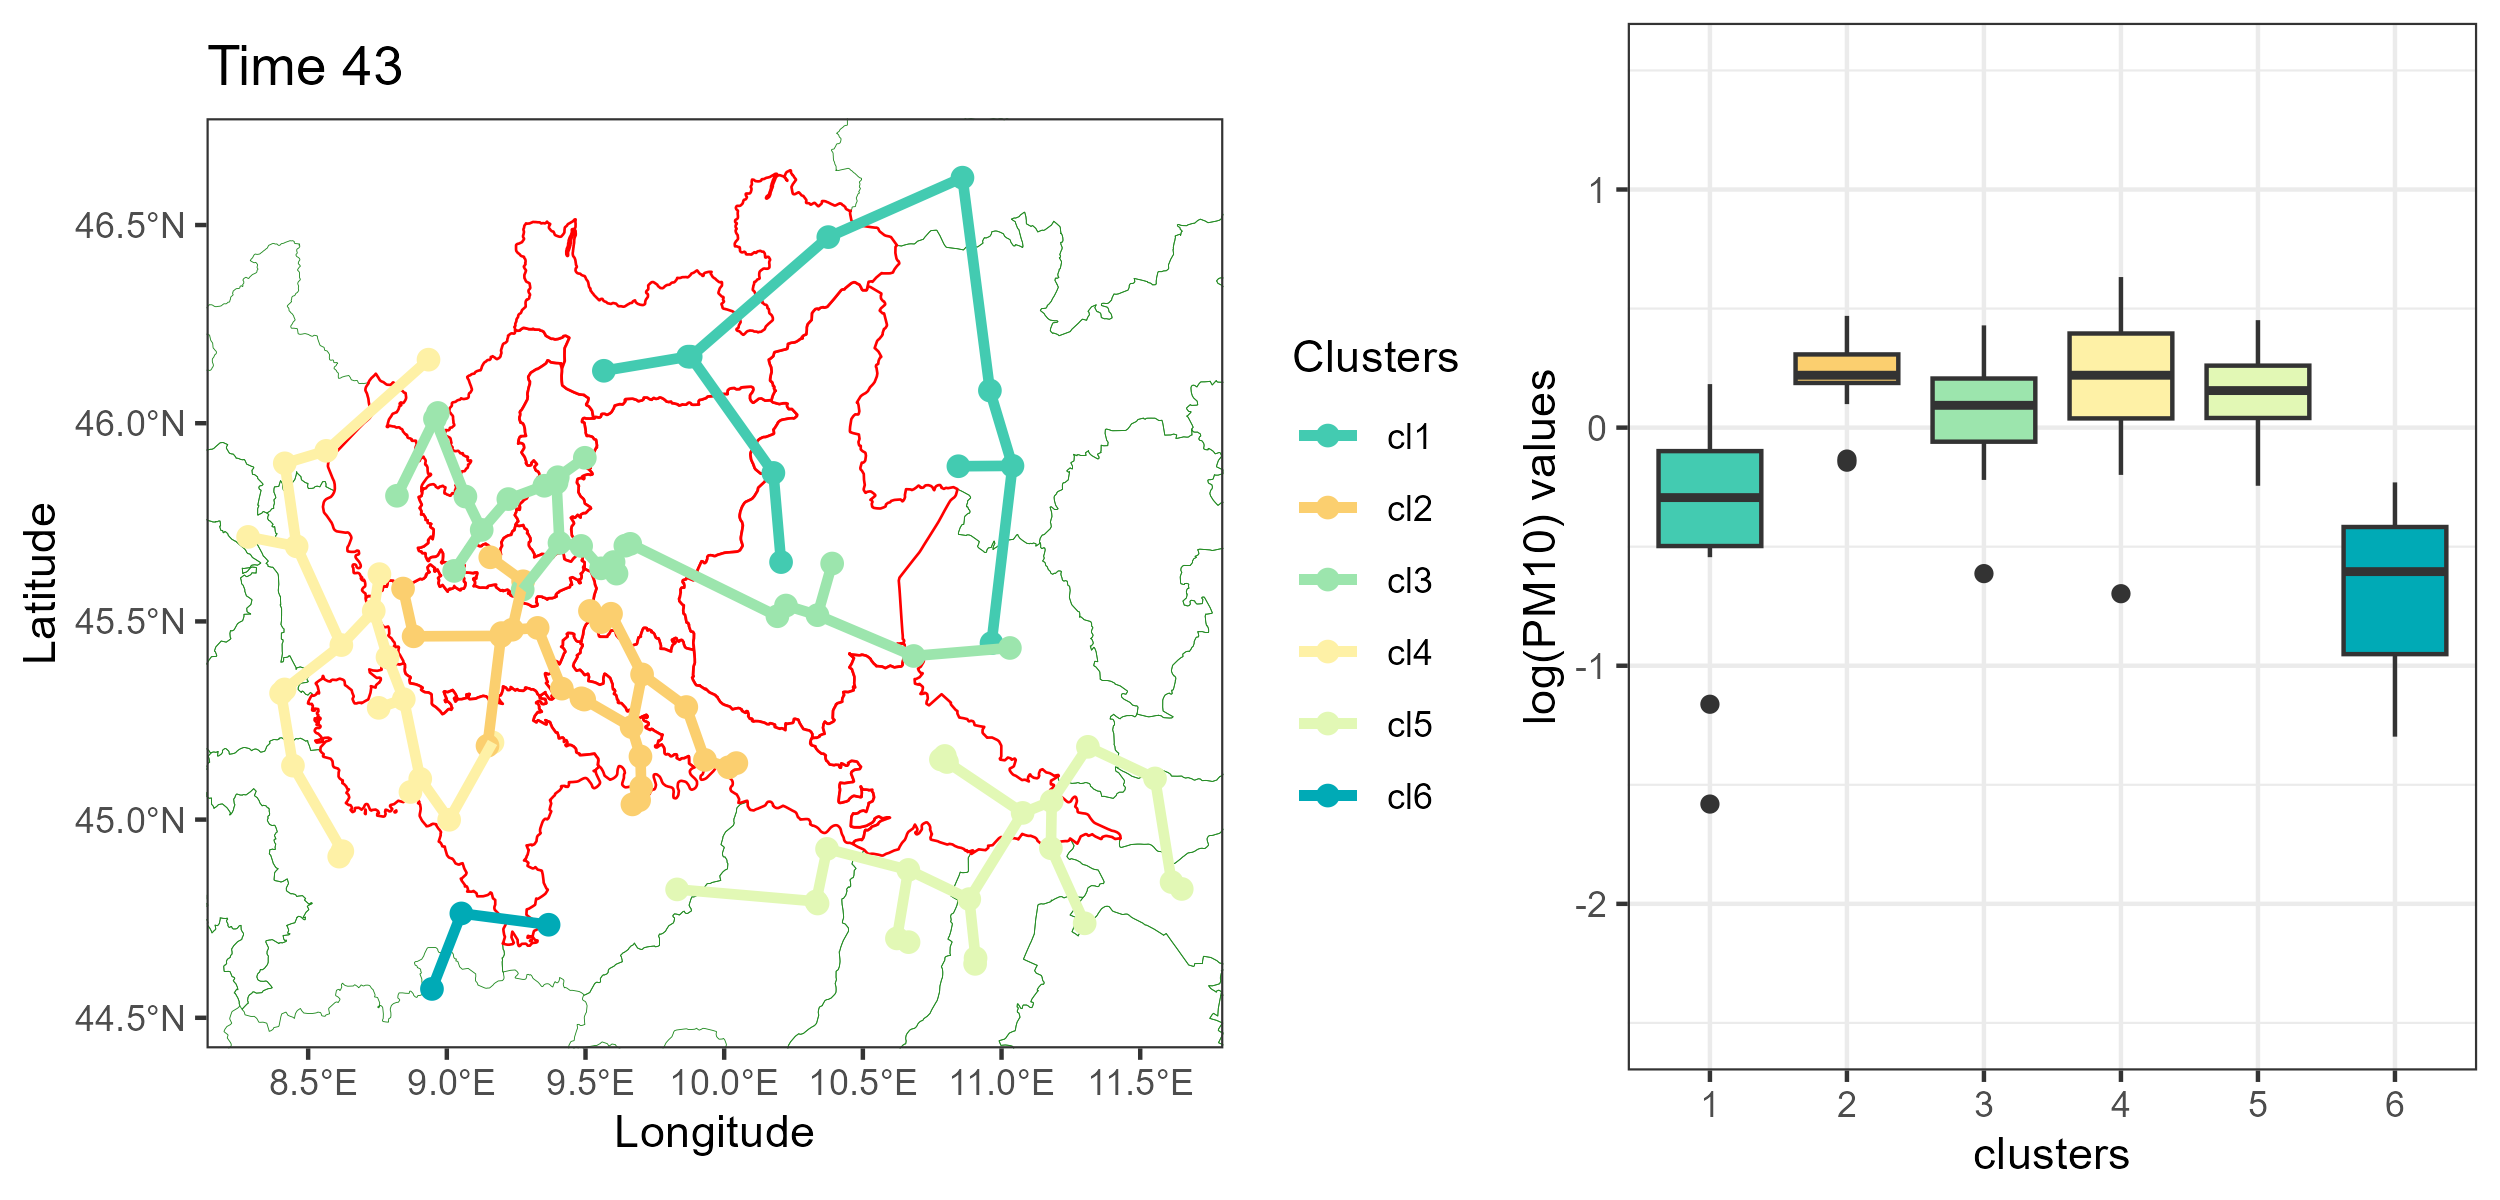 Time 43
46.5°N
46.0°N
45.5°N
45.0°N
44.5°N
Latitude
8.5°E 9.0°E 9.5°E 10.0°E 10.5°E 11.0°E 11.5°E
Longitude
Clusters
cl1
cl2
cl3
cl4
cl5
cl6
1
0
-1
-2
log(PM10) values
1 2 3 4 5 6
clusters